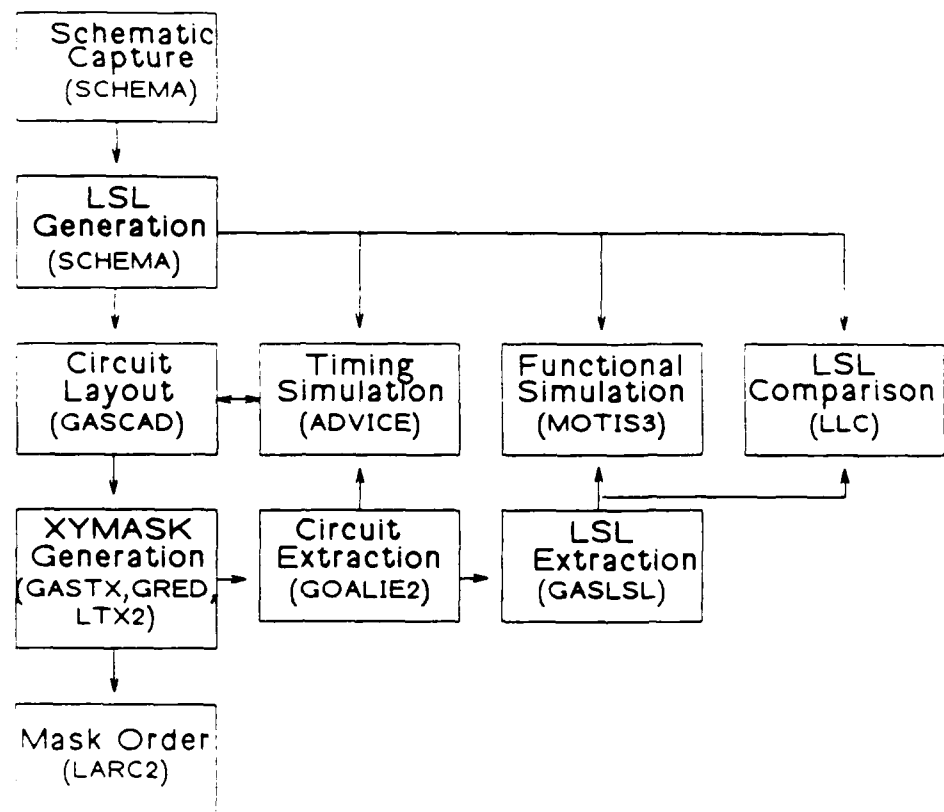 Schematic
Capture
(SCHEMA)
LSL
Generation
(SCHEMA)
Circuit
Layout
(GASCAD)
Timing
Simulation
(ADVICE)
Functional
Simulation
(MOTIS3)
LSL
Comparison
(LLC)
XYMASK
Generation
(GASTX,GRED,
LTX2)
Circuit
Extraction
(GOALIE2)
LSL
Extraction
(GASLSL)
Mask Order
(LARC2)